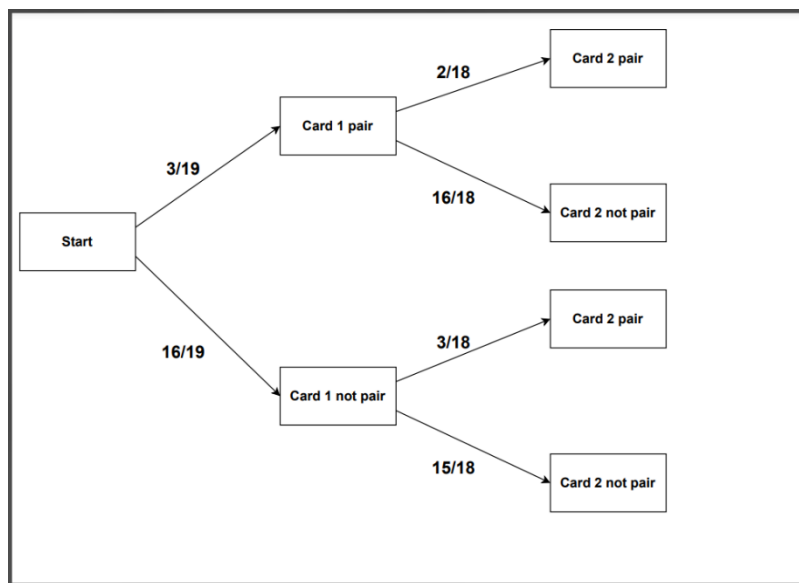 Card 2 pair
2/18
Card 1 pair
3/19
16/18
Card 2 not pair
Start
Card 2 pair
3/18
16/19
Card 1 not pair
15/18
Card 2 not pair